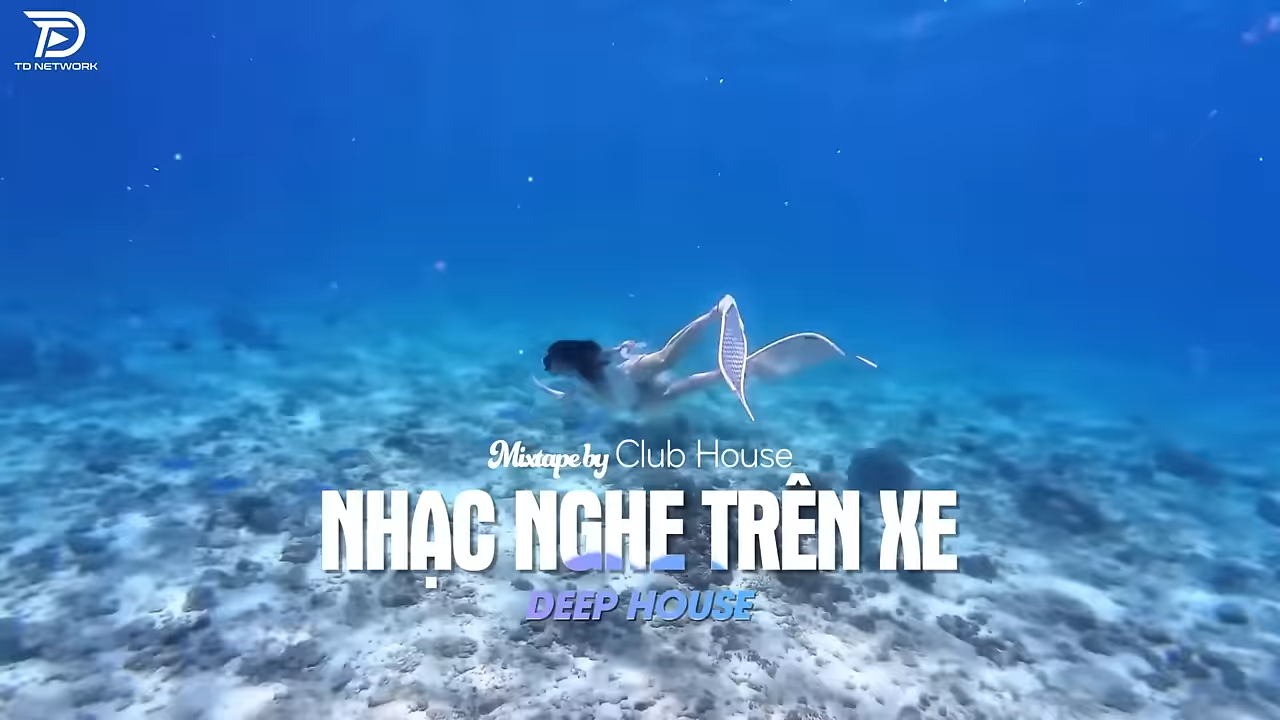 TD NETWORK
Mixtape by Club House
NHẠC NGHE TRÊN XE
DEEP HOUSE